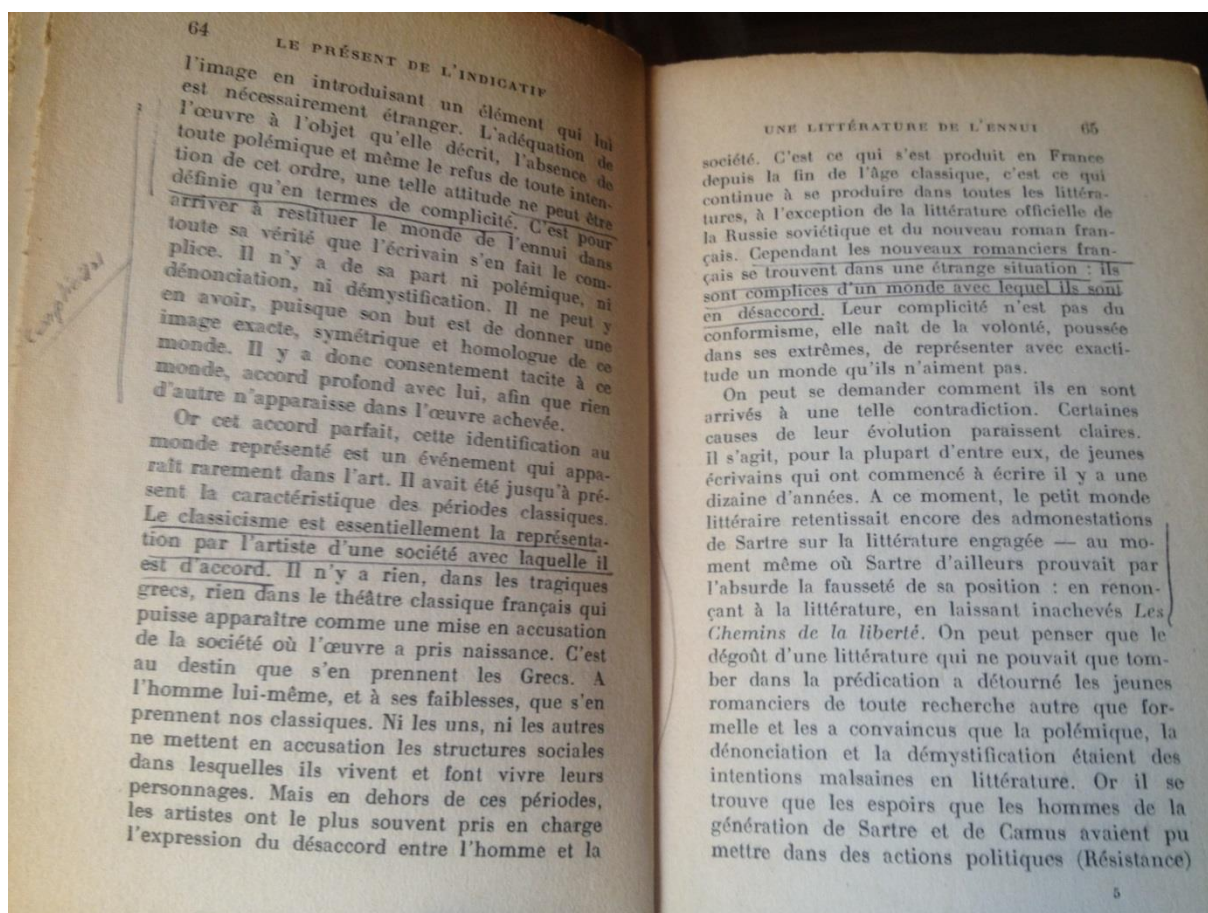 64
LE PRÉSENT DE L'INDICATIF
l'image en introduisant un élément qui lui
est nécessairement étranger. L'adéquation de
l'œuvre à l'objet qu'elle décrit, l'absence de
toute polémique et même le refus de toute inten-
tion de cet ordre, une telle attitude ne peut être
définie qu'en termes de complicité. C'est pour
arriver à restituer le monde de l'ennui dans
toute sa vérité que l'écrivain s'en fait le com-
plice. Il n'y a de sa part ni polémique, ni
dénonciation, ni démystification. Il ne peut y
en avoir, puisque son but est de donner une
image exacte, symétrique et homologue de ce
monde. Il y a donc consentement tacite à ce
monde, accord profond avec lui, afin que rien
d'autre n'apparaisse dans l'œuvre achevée.
Or cet accord parfait, cette identification au
monde représenté est un événement qui appa-
raît rarement dans l'art. Il avait été jusqu'à pré-
sent la caractéristique des périodes classiques.
Le classicisme est essentiellement la représenta-
tion par l'artiste d'une société avec laquelle il
est d'accord. Il n'y a rien, dans les tragiques
grecs, rien dans le théâtre classique français qui
puisse apparaître comme une mise en accusation
de la société où l'œuvre a pris naissance. C'est
au destin que s'en prennent les Grecs. A
l'homme lui-même, et à ses faiblesses, que s'en
prennent nos classiques. Ni les uns, ni les autres
ne mettent en accusation les structures sociales
dans lesquelles ils vivent et font vivre leurs
personnages. Mais en dehors de ces périodes,
les artistes ont le plus souvent pris en charge
l'expression du désaccord entre l'homme et la
UNE LITTÉRATURE DE L'ENNUI 65
société. C'est ce qui s'est produit en France
depuis la fin de l'âge classique, c'est ce qui
continue à se produire dans toutes les littéra-
tures, à l'exception de la littérature officielle de
la Russie soviétique et du nouveau roman fran-
çais. Cependant les nouveaux romanciers fran-
çais se trouvent dans une étrange situation : ils
sont complices d'un monde avec lequel ils sont
en désaccord. Leur complicité n'est pas du
conformisme, elle naît de la volonté, poussée
dans ses extrêmes, de représenter avec exacti-
tude un monde qu'ils n'aiment pas.
On peut se demander comment ils en sont
arrivés à une telle contradiction. Certaines
causes de leur évolution paraissent claires.
il s'agit, pour la plupart d'entre eux, de jeunes
écrivains qui ont commencé à écrire il y a une
dizaine d'années. A ce moment, le petit monde
littéraire retentissait encore des admonestations
de Sartre sur la littérature engagée — au mo-
ment même où Sartre d'ailleurs prouvait par
l'absurde la fausseté de sa position : en renon-
çant à la littérature, en laissant inachevés Les
Chemins de la liberté. On peut penser que le
dégoût d'une littérature qui ne pouvait que tom-
ber dans la prédication a détourné les jeunes
romanciers de toute recherche autre que for-
melle et les a convaincus que la polémique, la
dénonciation et la démystification étaient des
intentions malsaines en littérature. Or il se
trouve que les espoirs que les hommes de la
génération de Sartre et de Camus avaient pu
mettre dans des actions politiques (Résistance)
5